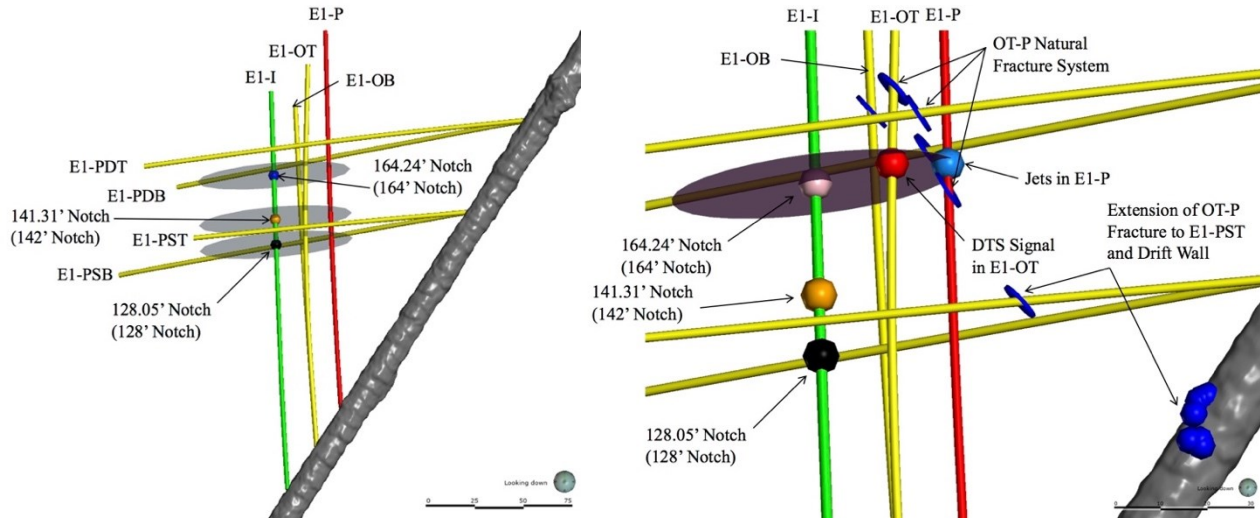 E1-P
E1-OT
E1-OB
E1-I
E1-PDT
E1-PDB
164.24’ Notch
(164’ Notch)
141.31’ Notch
(142’ Notch)
E1-PST
E1-PSB
128.05’ Notch
(128’ Notch)
Looking down
0 25 50 75
E1-I
E1-OT
E1-P
E1-OB
OT-P Natural
Fracture System
Jets in E1-P
164.24’ Notch
(164’ Notch)
DTS Signal
in E1-OT
Extension of OT-P
Fracture to E1-PST
and Drift Wall
141.31’ Notch
(142’ Notch)
128.05’ Notch
(128’ Notch)
Looking down
0 10 20 30